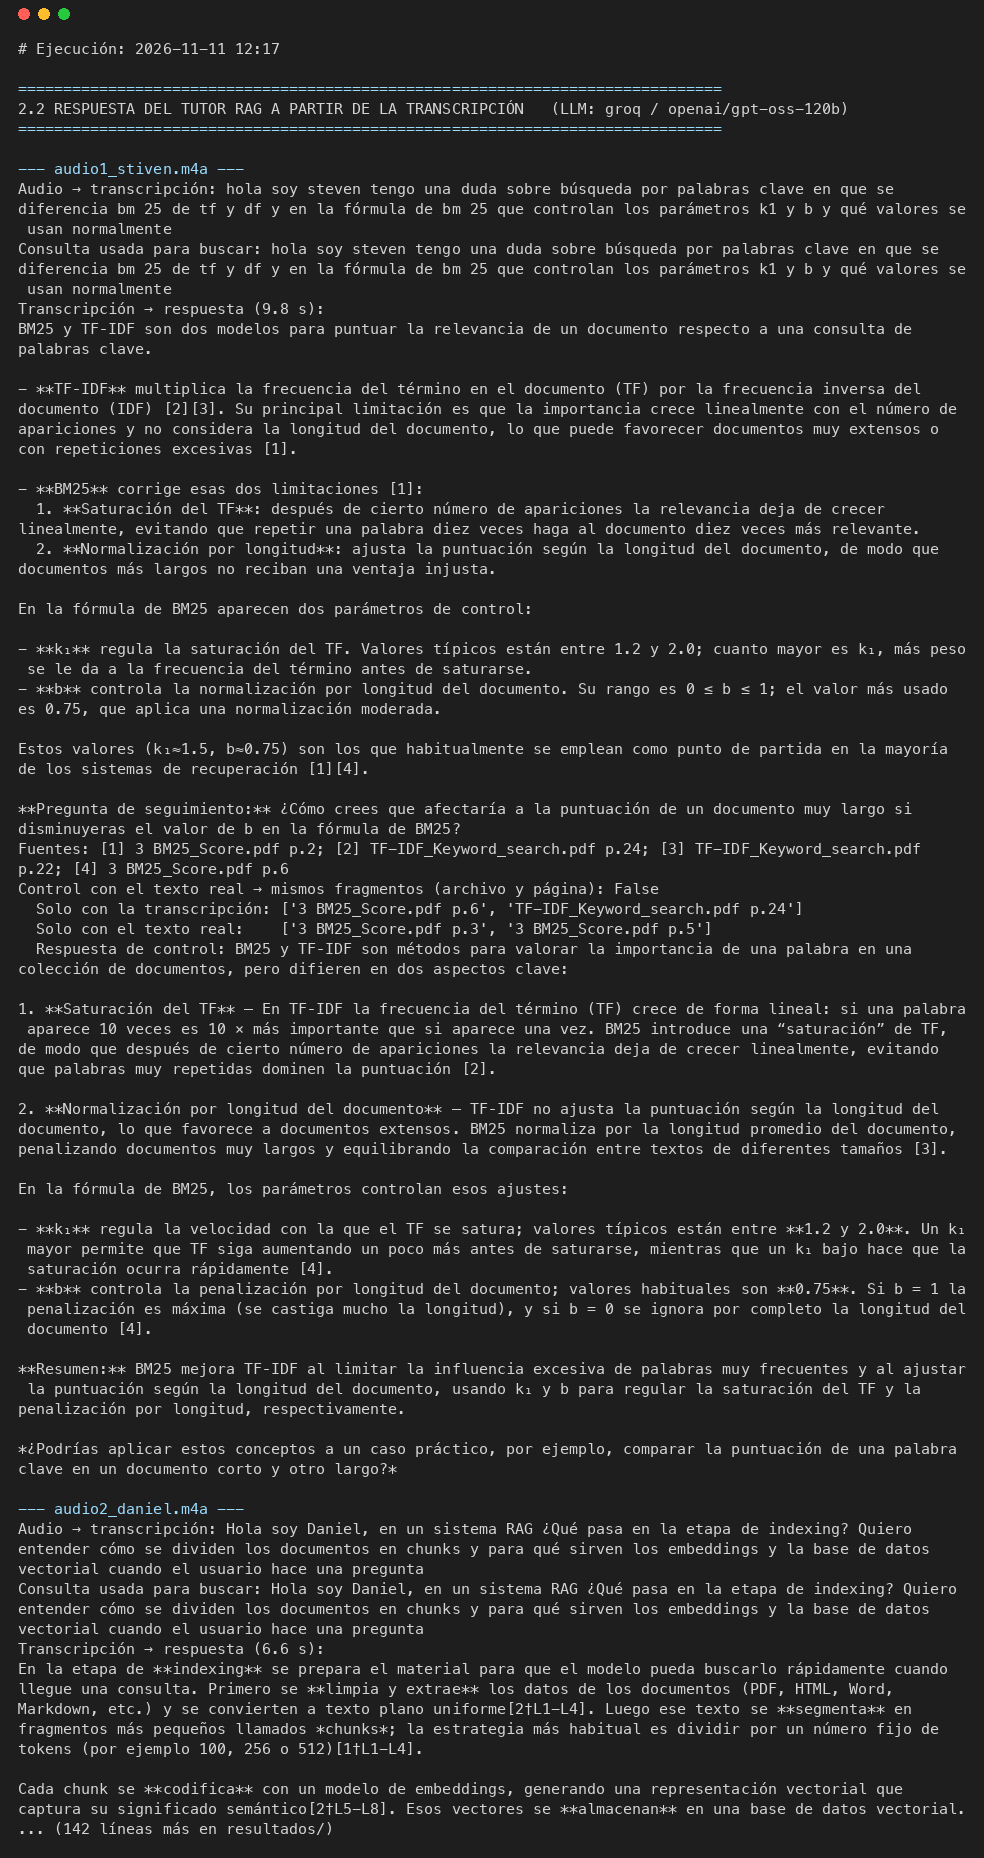 # Ejecución: 2026-11-11 12:17
==============================================================================
2.2 RESPUESTA DEL TUTOR RAG A PARTIR DE LA TRANSCRIPCIÓN   (LLM: groq / openai/gpt-oss-120b)
==============================================================================
--- audio1_stiven.m4a ---
Audio → transcripción: hola soy steven tengo una duda sobre búsqueda por palabras clave en que se
diferencia bm 25 de tf y df y en la fórmula de bm 25 que controlan los parámetros k1 y b y qué valores se
usan normalmente
Consulta usada para buscar: hola soy steven tengo una duda sobre búsqueda por palabras clave en que se
diferencia bm 25 de tf y df y en la fórmula de bm 25 que controlan los parámetros k1 y b y qué valores se
usan normalmente
Transcripción → respuesta (9.8 s):
BM25 y TF-IDF son dos modelos para puntuar la relevancia de un documento respecto a una consulta de
palabras clave.
- **TF-IDF** multiplica la frecuencia del término en el documento (TF) por la frecuencia inversa del
documento (IDF) [2][3]. Su principal limitación es que la importancia crece linealmente con el número de
apariciones y no considera la longitud del documento, lo que puede favorecer documentos muy extensos o
con repeticiones excesivas [1].
- **BM25** corrige esas dos limitaciones [1]:
1. **Saturación del TF**: después de cierto número de apariciones la relevancia deja de crecer
linealmente, evitando que repetir una palabra diez veces haga al documento diez veces más relevante.
2. **Normalización por longitud**: ajusta la puntuación según la longitud del documento, de modo que
documentos más largos no reciban una ventaja injusta.
En la fórmula de BM25 aparecen dos parámetros de control:
- **k₁** regula la saturación del TF. Valores típicos están entre 1.2 y 2.0; cuanto mayor es k₁, más peso
se le da a la frecuencia del término antes de saturarse.
- **b** controla la normalización por longitud del documento. Su rango es 0 ≤ b ≤ 1; el valor más usado
es 0.75, que aplica una normalización moderada.
Estos valores (k₁≈1.5, b≈0.75) son los que habitualmente se emplean como punto de partida en la mayoría
de los sistemas de recuperación [1][4].
**Pregunta de seguimiento:** ¿Cómo crees que afectaría a la puntuación de un documento muy largo si
disminuyeras el valor de b en la fórmula de BM25?
Fuentes: [1] 3 BM25_Score.pdf p.2; [2] TF-IDF_Keyword_search.pdf p.24; [3] TF-IDF_Keyword_search.pdf
p.22; [4] 3 BM25_Score.pdf p.6
Control con el texto real → mismos fragmentos (archivo y página): False
Solo con la transcripción: ['3 BM25_Score.pdf p.6', 'TF-IDF_Keyword_search.pdf p.24']
Solo con el texto real:    ['3 BM25_Score.pdf p.3', '3 BM25_Score.pdf p.5']
Respuesta de control: BM25 y TF-IDF son métodos para valorar la importancia de una palabra en una
colección de documentos, pero difieren en dos aspectos clave:
1. **Saturación del TF** – En TF-IDF la frecuencia del término (TF) crece de forma lineal: si una palabra
aparece 10 veces es 10 × más importante que si aparece una vez. BM25 introduce una “saturación” de TF,
de modo que después de cierto número de apariciones la relevancia deja de crecer linealmente, evitando
que palabras muy repetidas dominen la puntuación [2].
2. **Normalización por longitud del documento** – TF-IDF no ajusta la puntuación según la longitud del
documento, lo que favorece a documentos extensos. BM25 normaliza por la longitud promedio del documento,
penalizando documentos muy largos y equilibrando la comparación entre textos de diferentes tamaños [3].
En la fórmula de BM25, los parámetros controlan esos ajustes:
- **k₁** regula la velocidad con la que el TF se satura; valores típicos están entre **1.2 y 2.0**. Un k₁
mayor permite que TF siga aumentando un poco más antes de saturarse, mientras que un k₁ bajo hace que la
saturación ocurra rápidamente [4].
- **b** controla la penalización por longitud del documento; valores habituales son **0.75**. Si b = 1 la
penalización es máxima (se castiga mucho la longitud), y si b = 0 se ignora por completo la longitud del
documento [4].
**Resumen:** BM25 mejora TF-IDF al limitar la influencia excesiva de palabras muy frecuentes y al ajustar
la puntuación según la longitud del documento, usando k₁ y b para regular la saturación del TF y la
penalización por longitud, respectivamente.
*¿Podrías aplicar estos conceptos a un caso práctico, por ejemplo, comparar la puntuación de una palabra
clave en un documento corto y otro largo?*
--- audio2_daniel.m4a ---
Audio → transcripción: Hola soy Daniel, en un sistema RAG ¿Qué pasa en la etapa de indexing? Quiero
entender cómo se dividen los documentos en chunks y para qué sirven los embeddings y la base de datos
vectorial cuando el usuario hace una pregunta
Consulta usada para buscar: Hola soy Daniel, en un sistema RAG ¿Qué pasa en la etapa de indexing? Quiero
entender cómo se dividen los documentos en chunks y para qué sirven los embeddings y la base de datos
vectorial cuando el usuario hace una pregunta
Transcripción → respuesta (6.6 s):
En la etapa de **indexing** se prepara el material para que el modelo pueda buscarlo rápidamente cuando
llegue una consulta. Primero se **limpia y extrae** los datos de los documentos (PDF, HTML, Word,
Markdown, etc.) y se convierten a texto plano uniforme[2†L1-L4]. Luego ese texto se **segmenta** en
fragmentos más pequeños llamados *chunks*; la estrategia más habitual es dividir por un número fijo de
tokens (por ejemplo 100, 256 o 512)[1†L1-L4].
Cada chunk se **codifica** con un modelo de embeddings, generando una representación vectorial que
captura su significado semántico[2†L5-L8]. Esos vectores se **almacenan** en una base de datos vectorial.
... (142 líneas más en resultados/)